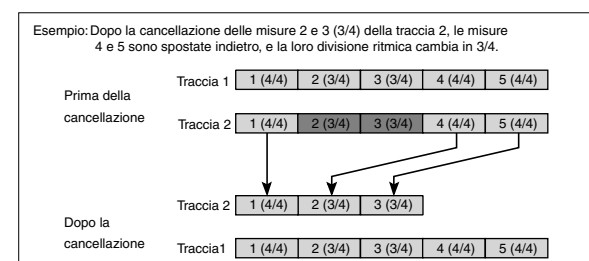 Esempio: Dopo la cancellazione delle misure 2 e 3 (3/4) della traccia 2, le misure
4 e 5 sono spostate indietro, e la loro divisione ritmica cambia in 3/4.
Traccia 1 1 (4/4) 2 (3/4) 3 (3/4) 4 (4/4) 5 (4/4)
Prima della
cancellazione
Traccia 2 1 (4/4) 2 (3/4) 3 (3/4) 4 (4/4) 5 (4/4)
Traccia 2 1 (4/4) 2 (3/4) 3 (3/4)
Dopo la
cancellazione
Traccia1 1 (4/4) 2 (3/4) 3 (3/4) 4 (4/4) 5 (4/4)